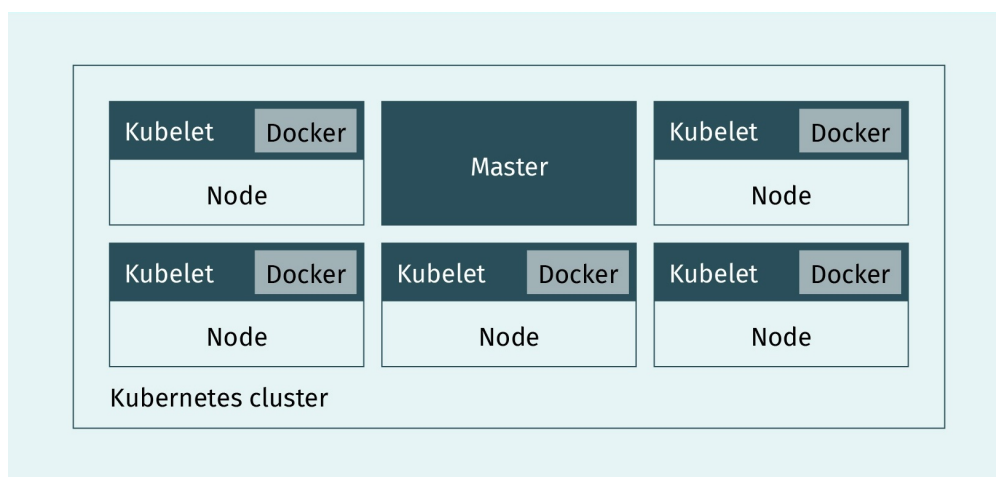 Kubelet Docker
Node
Master
Kubelet Docker
Node
Kubelet Docker
Node
Kubelet Docker
Node
Kubelet Docker
Node
Kubernetes cluster